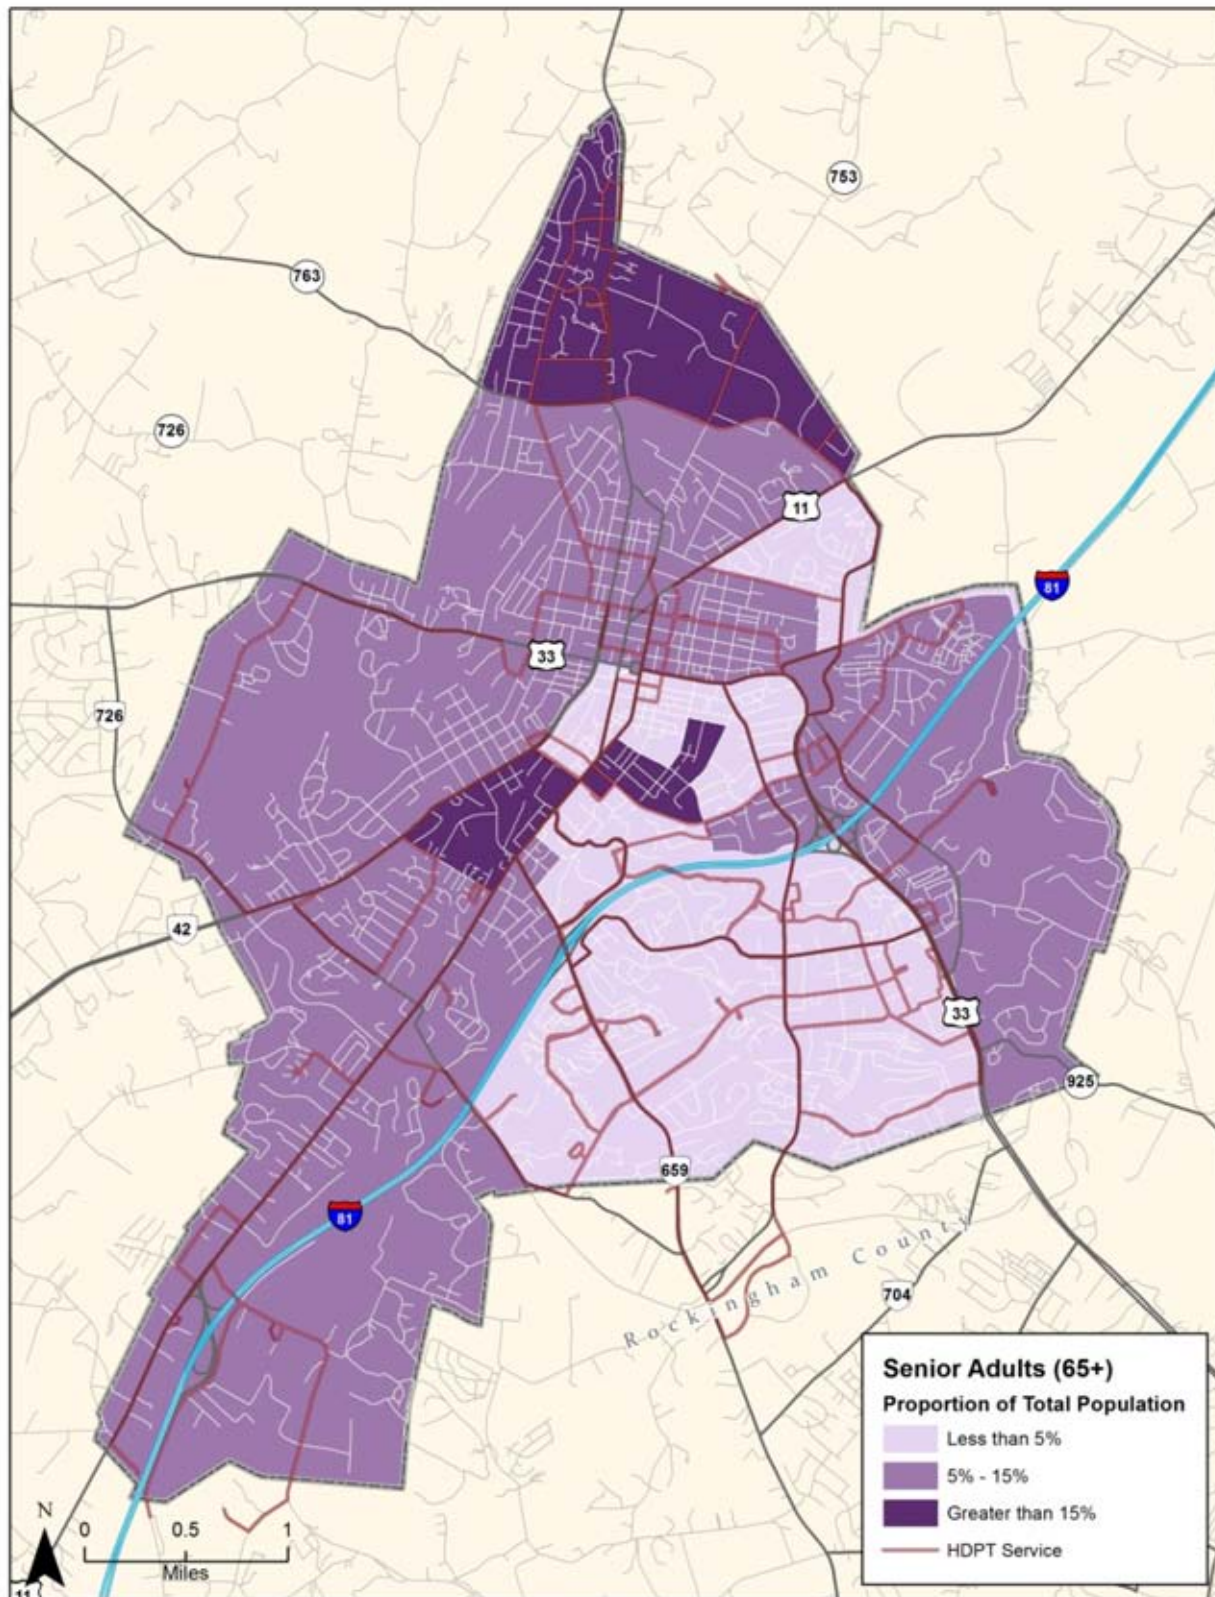 753
763
726
11
81
33
726
42
33
925
659
81
Rockingham County
704
Senior Adults (65+)
Proportion of Total Population
Less than 5%
5% - 15%
Greater than 15%
HDPT Service
N
0 0.5 1
Miles
11